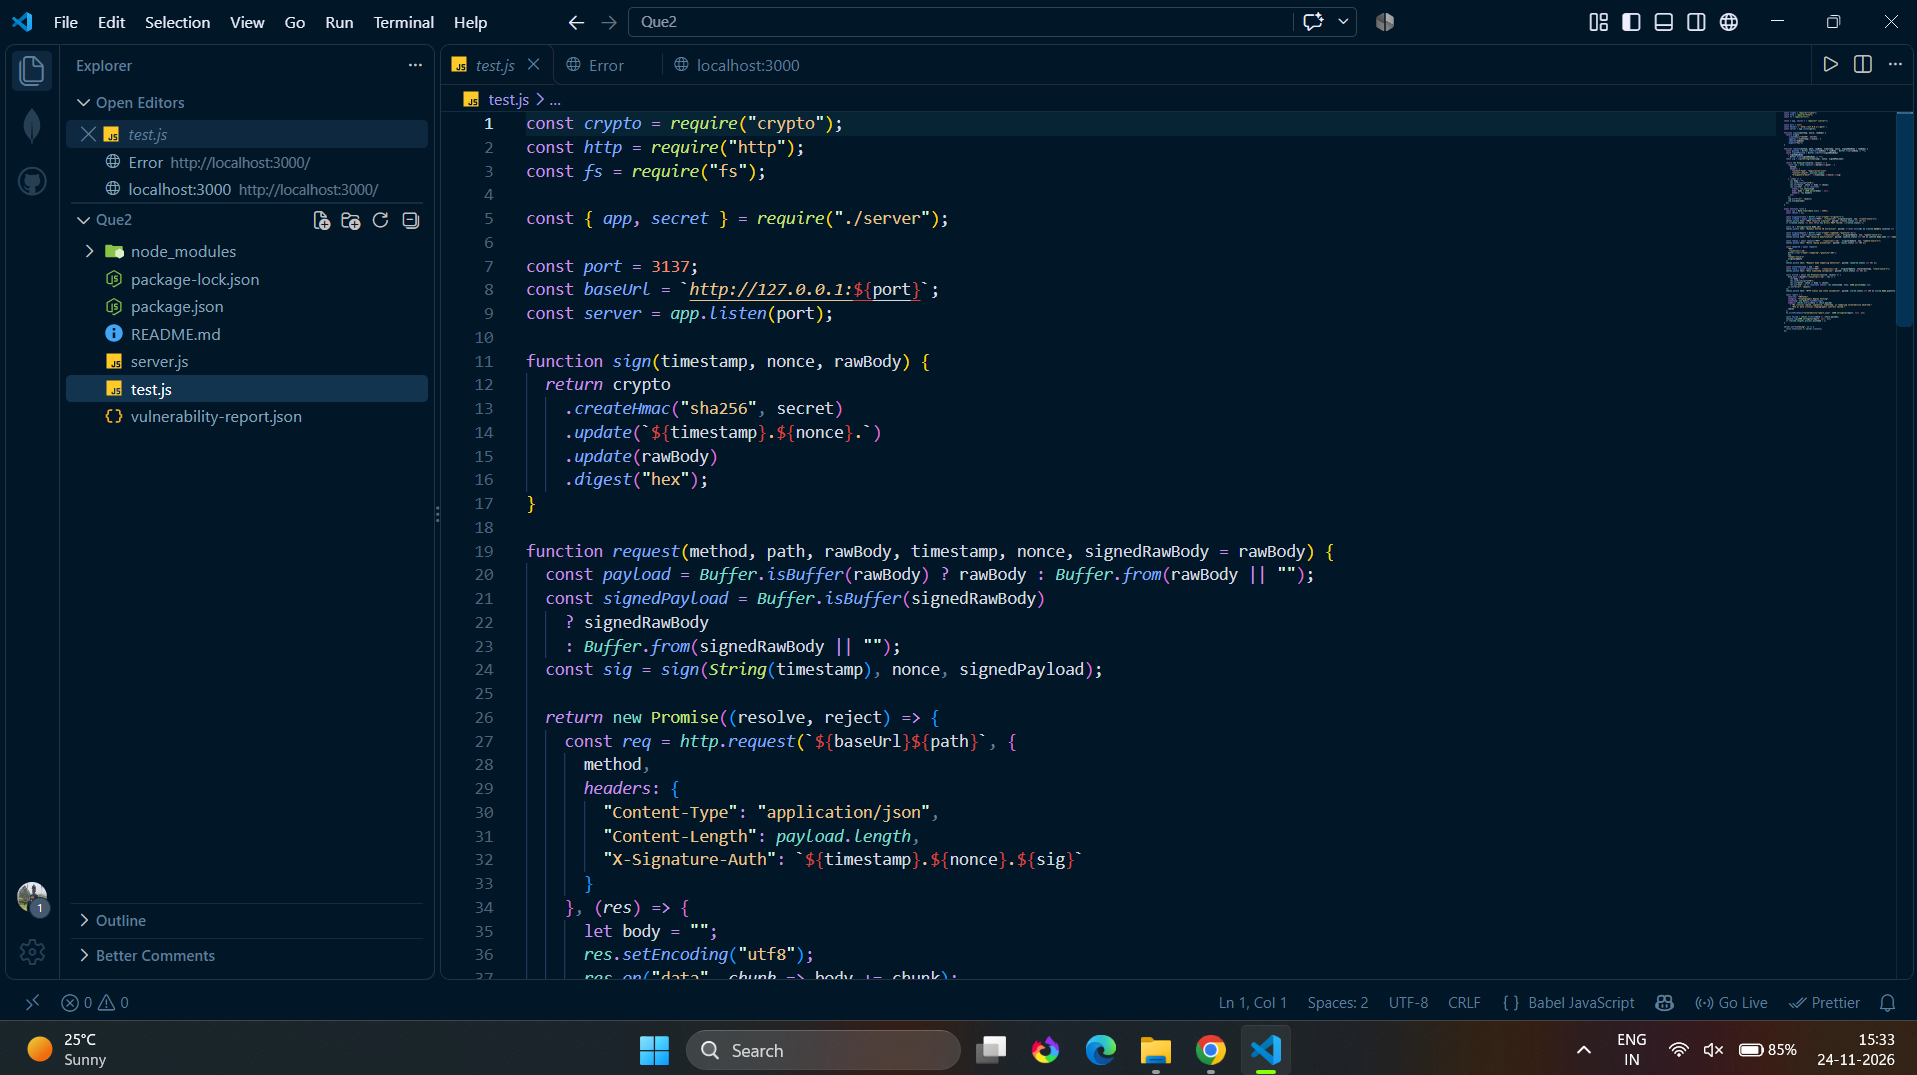 File Edit Selection View Go Run Terminal Help
Que2
Explorer
Open Editors
test.js
Error http://localhost:3000/
localhost:3000 http://localhost:3000/
Que2
node_modules
package-lock.json
package.json
README.md
server.js
test.js
vulnerability-report.json
Outline
Better Comments
1
test.js
Error
localhost:3000
test.js > ...
1 const crypto = require("crypto");
2 const http = require("http");
3 const fs = require("fs");
4
5 const { app, secret } = require("./server");
6
7 const port = 3137;
8 const baseUrl = `http://127.0.0.1:${port}`;
9 const server = app.listen(port);
10
11 function sign(timestamp, nonce, rawBody) {
12 return crypto
13 .createHmac("sha256", secret)
14 .update(`${timestamp}.${nonce}.`)
15 .update(rawBody)
16 .digest("hex");
17 }
18
19 function request(method, path, rawBody, timestamp, nonce, signedRawBody = rawBody) {
20 const payload = Buffer.isBuffer(rawBody) ? rawBody : Buffer.from(rawBody || "");
21 const signedPayload = Buffer.isBuffer(signedRawBody)
22 ? signedRawBody
23 : Buffer.from(signedRawBody || "");
24 const sig = sign(String(timestamp), nonce, signedPayload);
25
26 return new Promise((resolve, reject) => {
27 const req = http.request(`${baseUrl}${path}`, {
28 method,
29 headers: {
30 "Content-Type": "application/json",
31 "Content-Length": payload.length,
32 "X-Signature-Auth": `${timestamp}.${nonce}.${sig}`
33 }
34 }, (res) => {
35 let body = "";
36 res.setEncoding("utf8");
37 res.on("data", chunk => body += chunk);
0 0
Ln 1, Col 1 Spaces: 2 UTF-8 CRLF { } Babel JavaScript Go Live Prettier
25°C
Sunny
Search
ENG
IN
85%
15:33
24-11-2026